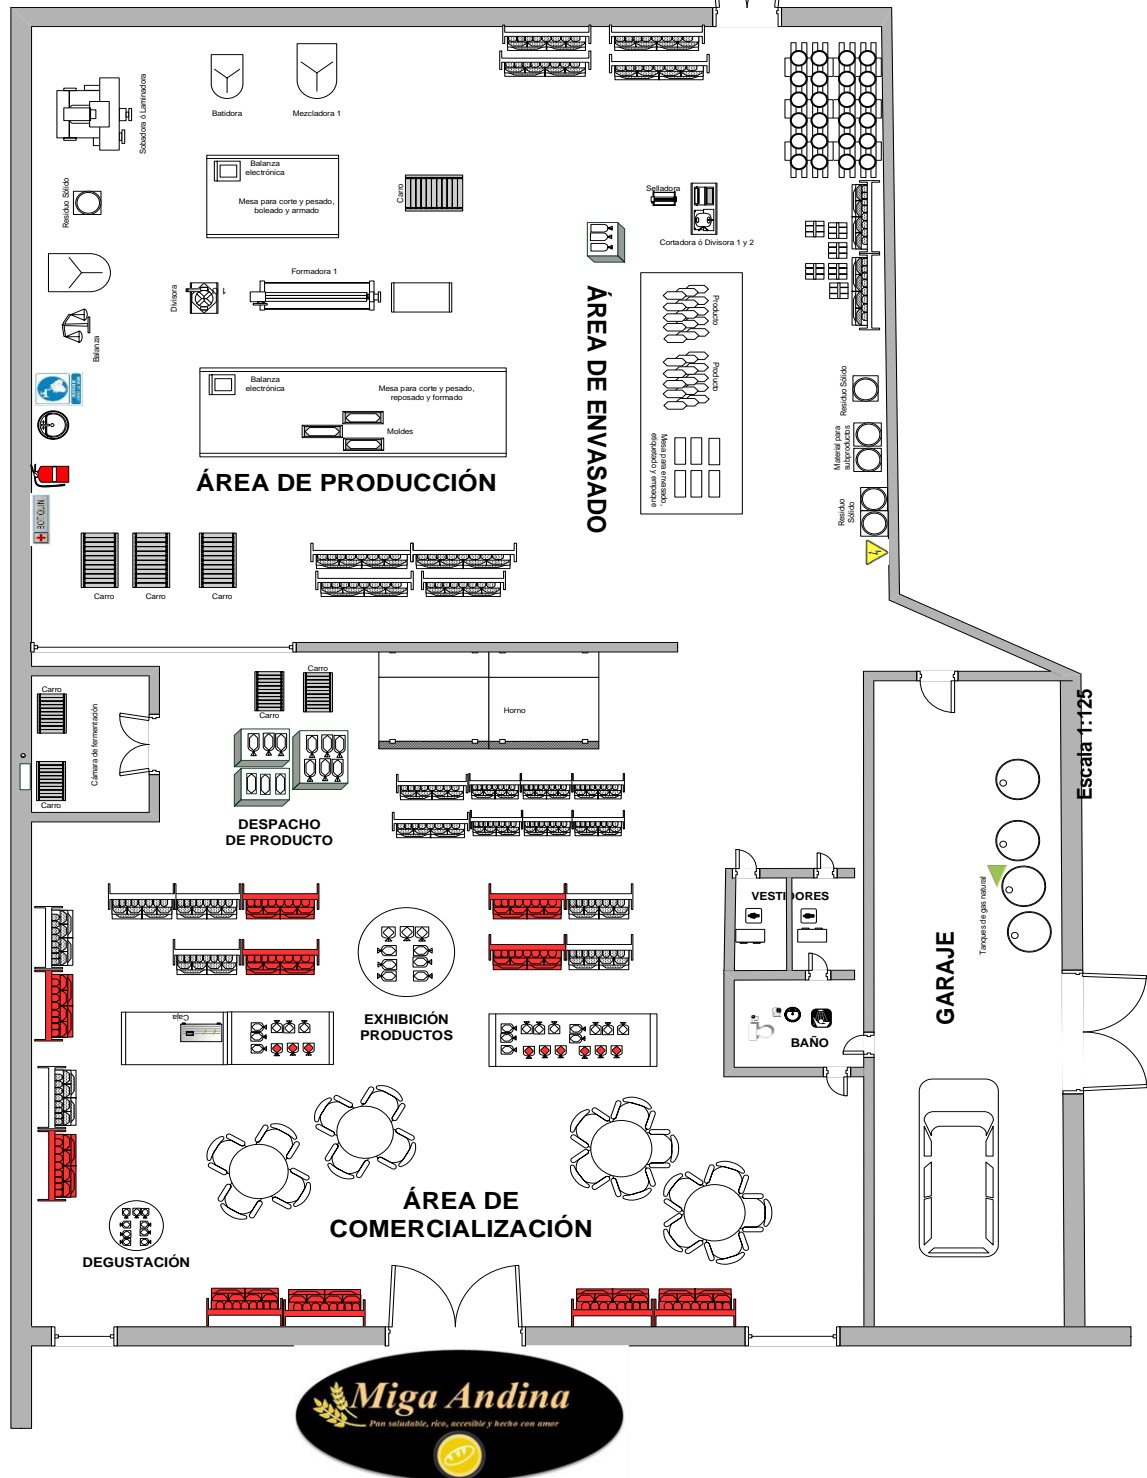 Sobadora ó Laminadora
Batidora
Mezcladora 1
Residuo Sólido
Balanza
electrónica
Mesa para corte y pesado,
boleado y armado
Carro
Selladora
Cortadora ó Divisora 1 y 2
Divisora
1
Formadora 1
Balanza
Balanza
electrónica
Mesa para corte y pesado,
reposado y formado
Moldes
ÁREA DE PRODUCCIÓN
ÁREA DE ENVASADO
Producto
Producto
Mesa para envasado,
etiquetado y empaque
Residuo Sólido
Material para
subproductos
Residuo
Sólido
Carro
Carro
Carro
Carro
Carro
Cámara de fermentación
Carro
Carro
Horno
DESPACHO
DE PRODUCTO
Escala 1:125
VESTIDORES
Tanques de gas natural
GARAJE
BAÑO
Caja
EXHIBICIÓN
PRODUCTOS
ÁREA DE
COMERCIALIZACIÓN
DEGUSTACIÓN
Miga Andina
Pan saludable, rico, accesible y hecho con amor